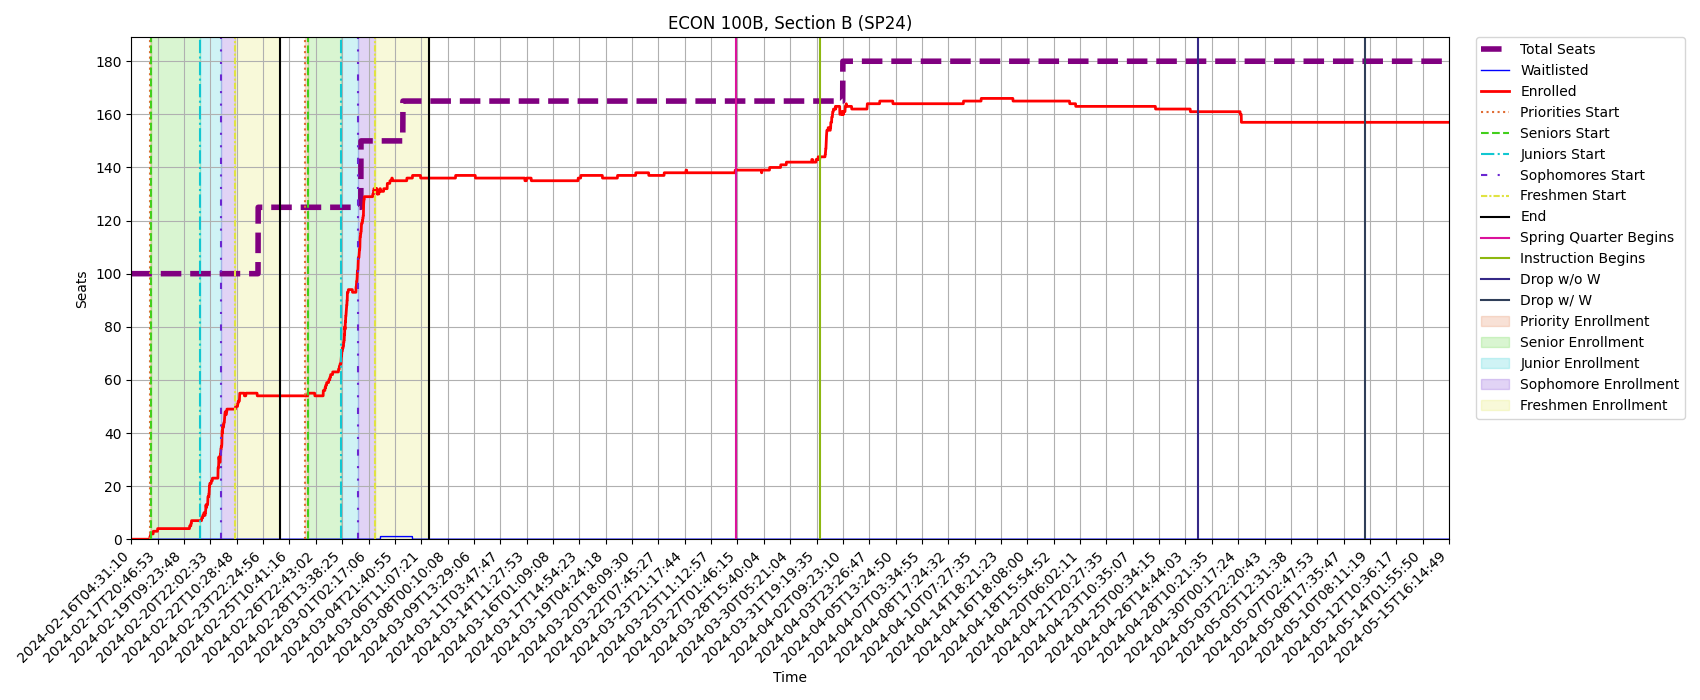 ECON 100B, Section B (SP24)
Seats
180
160
140
120
100
80
60
40
20
0
2024-02-16T04:31:10
2024-02-17T20:46:53
2024-02-19T09:23:48
2024-02-20T22:02:35
2024-02-22T10:28:48
2024-02-23T22:24:56
2024-02-25T10:41:16
2024-02-26T22:43:02
2024-02-28T13:38:25
2024-03-01T02:17:06
2024-03-04T21:40:55
2024-03-06T11:07:21
2024-03-08T00:10:08
2024-03-09T13:29:06
2024-03-11T03:47:47
2024-03-14T11:27:53
2024-03-16T01:09:08
2024-03-17T14:54:23
2024-03-19T04:24:18
2024-03-20T18:09:30
2024-03-22T07:45:27
2024-03-23T21:17:44
2024-03-25T11:12:57
2024-03-27T01:46:15
2024-03-28T15:40:04
2024-03-30T05:21:04
2024-03-31T19:19:35
2024-04-02T09:23:10
2024-04-03T23:26:47
2024-04-05T13:24:50
2024-04-07T03:34:55
2024-04-08T17:24:32
2024-04-10T07:27:35
2024-04-14T18:21:23
2024-04-16T18:08:00
2024-04-18T15:54:52
2024-04-20T06:02:11
2024-04-21T20:27:35
2024-04-23T10:35:07
2024-04-25T00:34:15
2024-04-26T14:44:03
2024-04-28T10:21:35
2024-04-30T00:17:24
2024-05-03T22:20:43
2024-05-05T12:31:38
2024-05-07T02:47:53
2024-05-08T17:35:47
2024-05-10T08:11:19
2024-05-12T10:36:17
2024-05-14T01:55:50
2024-05-15T16:14:49
Time
Total Seats
Waitlisted
Enrolled
Priorities Start
Seniors Start
Juniors Start
Sophomores Start
Freshmen Start
End
Spring Quarter Begins
Instruction Begins
Drop w/o W
Drop w/ W
Priority Enrollment
Senior Enrollment
Junior Enrollment
Sophomore Enrollment
Freshmen Enrollment